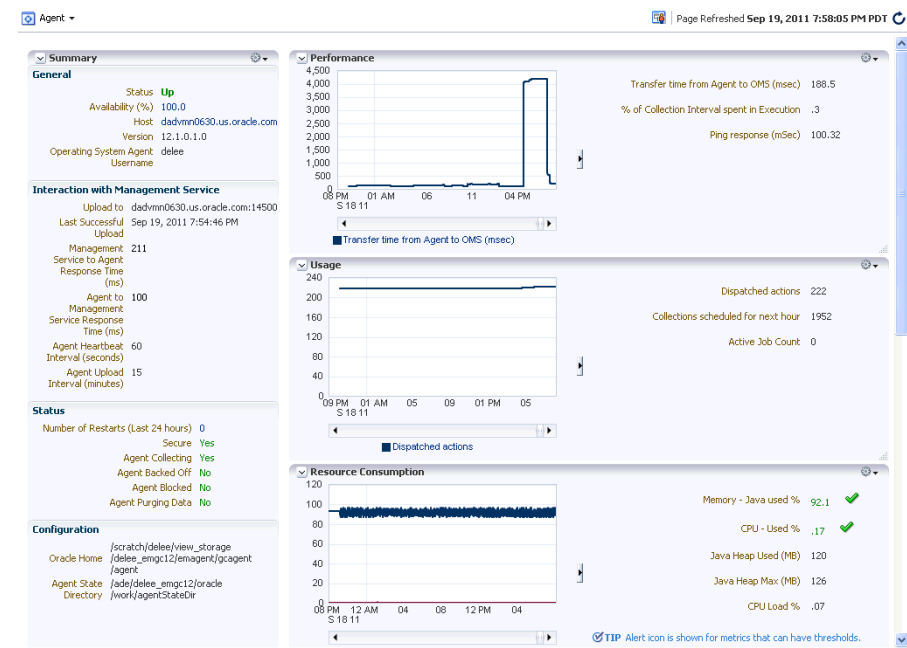 Agent
Page Refreshed Sep 19, 2011 7:58:05 PM PDT
Summary
General
Status Up
Availability (%) 100.0
Host dadvmn0630.us.oracle.com
Version 12.1.0.1.0
Operating System Agent delee
Username
Interaction with Management Service
Upload to dadvmn0630.us.oracle.com:14500
Last Successful Sep 19, 2011 7:54:46 PM
Upload
Management 211
Service to Agent
Response Time
(ms)
Agent to 100
Management
Service Response
Time (ms)
Agent Heartbeat 60
Interval (seconds)
Agent Upload 15
Interval (minutes)
Status
Number of Restarts (Last 24 hours) 0
Secure Yes
Agent Collecting Yes
Agent Backed Off No
Agent Blocked No
Agent Purging Data No
Configuration
/scratch/delee/view_storage
Oracle Home /delee_emgc12/emagent/gcagent
/agent
Agent State /ade/delee_emgc12/oracle
Directory /work/agentStateDir
Performance
4,500
4,000
3,500
3,000
2,500
2,000
1,500
1,000
500
0
08 PM 01 AM 06 11 04 PM
S 18 11
Transfer time from Agent to OMS (msec)
Transfer time from Agent to OMS (msec) 188.5
% of Collection Interval spent in Execution .3
Ping response (mSec) 100.32
Usage
240
200
160
120
80
40
0
09 PM 01 AM 05 09 01 PM 05
S 18 11
Dispatched actions
Dispatched actions 222
Collections scheduled for next hour 1952
Active Job Count 0
Resource Consumption
120
100
80
60
40
20
0
08 PM 12 AM 04 08 12 PM 04
S 18 11
Memory - Java used % 92.1
CPU - Used % .17
Java Heap Used (MB) 120
Java Heap Max (MB) 126
CPU Load % .07
TIP Alert icon is shown for metrics that can have thresholds.